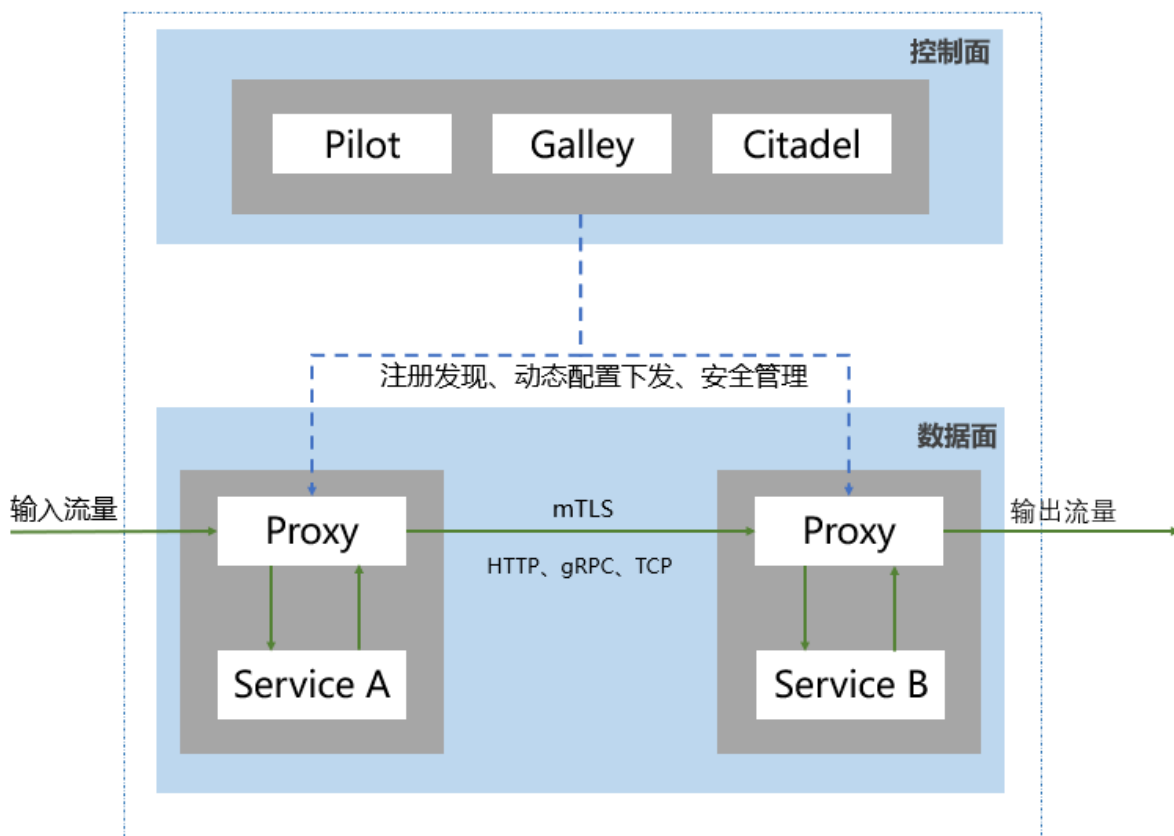 控制面
Pilot
Galley
Citadel
注册发现、动态配置下发、安全管理
数据面
输入流量
Proxy
mTLS
HTTP、gRPC、TCP
Proxy
输出流量
Service A
Service B